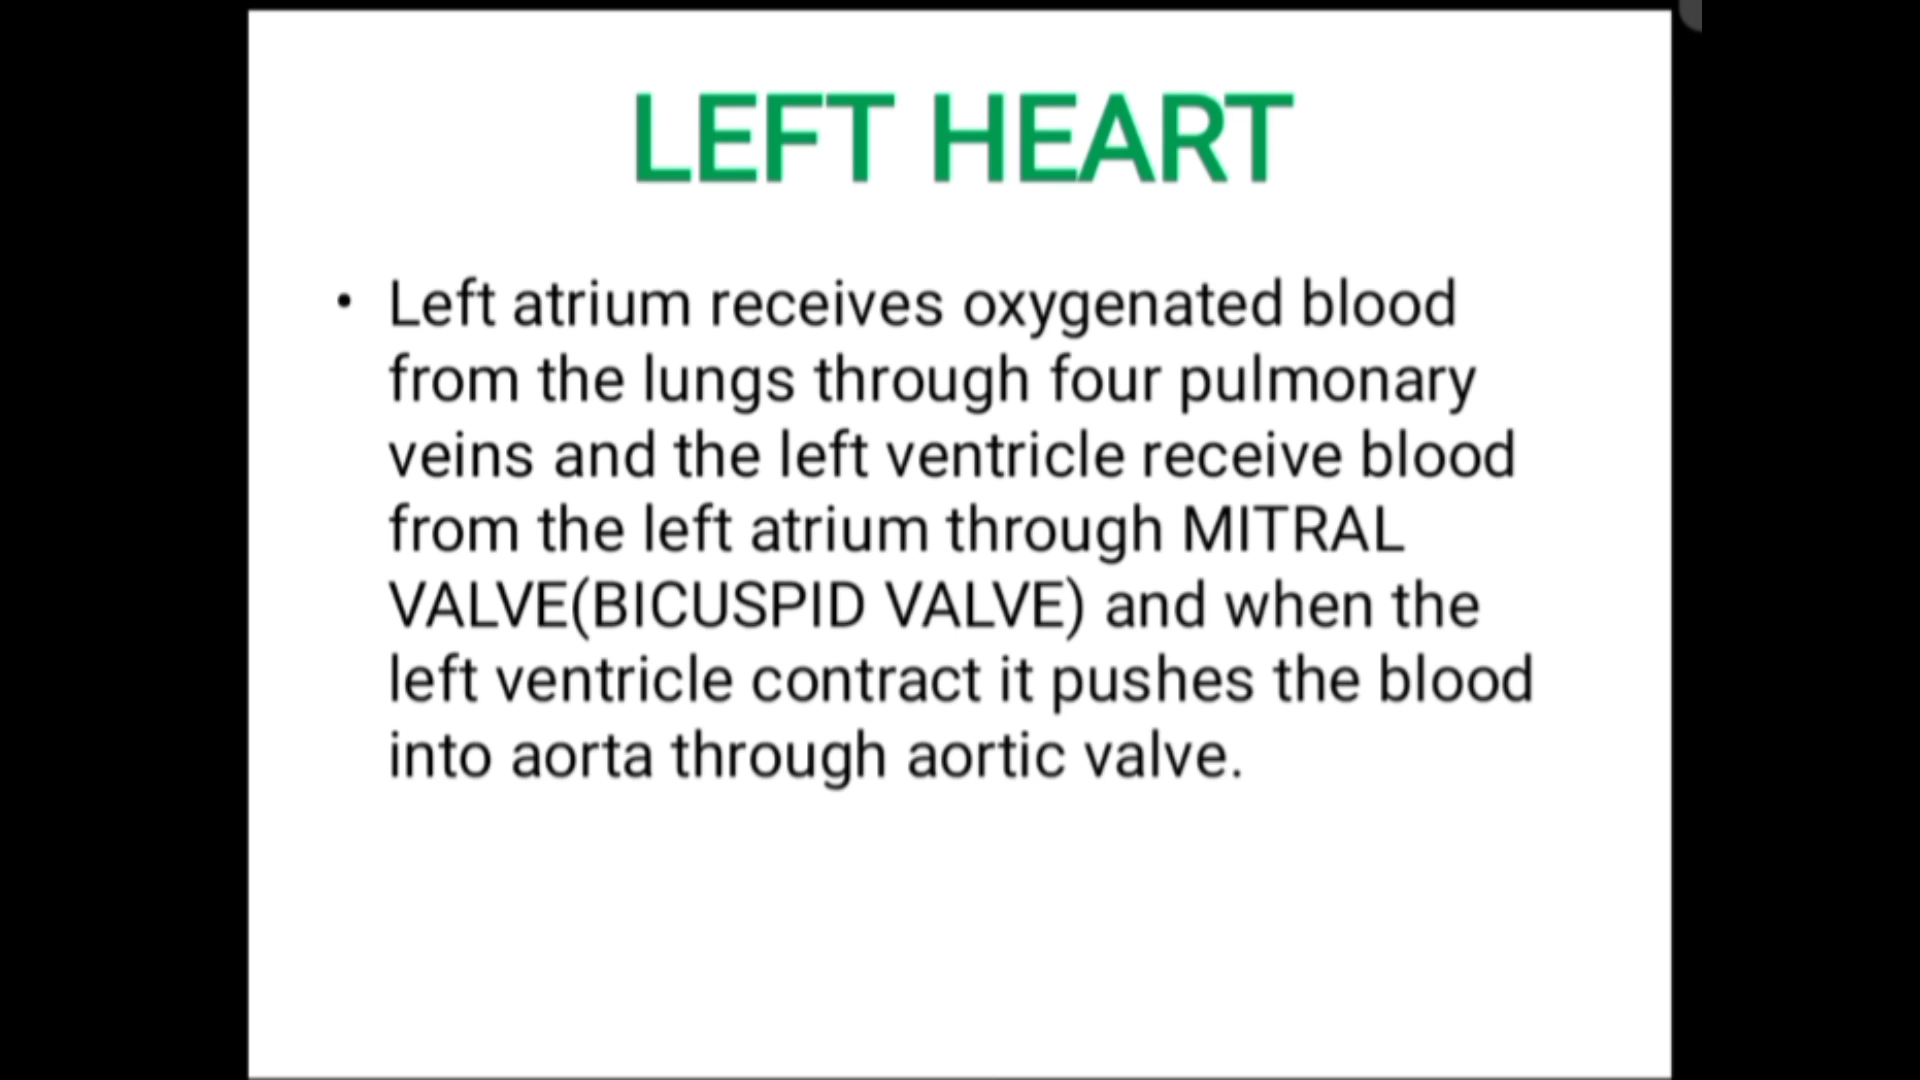 LEFT HEART
• Left atrium receives oxygenated blood
from the lungs through four pulmonary
veins and the left ventricle receive blood
from the left atrium through MITRAL
VALVE(BICUSPID VALVE) and when the
left ventricle contract it pushes the blood
into aorta through aortic valve.